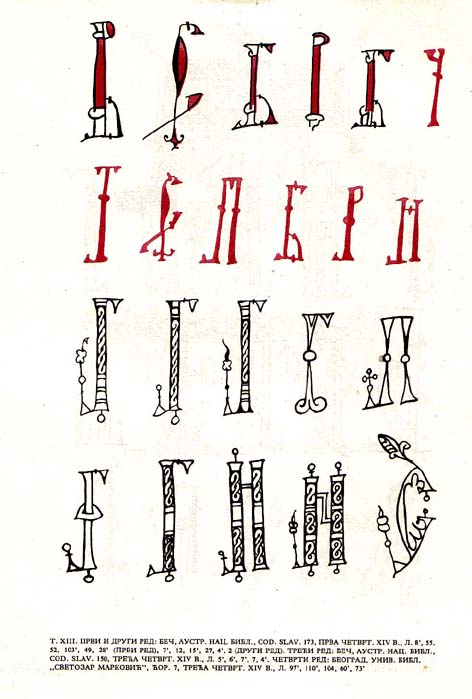 Т. XIII. ПРВИ И ДРУГИ РЕД: БЕЧ, АУСТР. НАЦ. БИБЛ., COD. SLAV. 173, ПРВА ЧЕТВРТ. XIV В., Л. 8', 55,
52, 103', 49, 28' (ПРВИ РЕД), 7', 12, 15', 27, 4', 2 (ДРУГИ РЕД). ТРЕЋИ РЕД: БЕЧ, АУСТР. НАЦ. БИБЛ.,
COD. SLAV. 150, ТРЕЋА ЧЕТВРТ. XIV В., Л. 5', 6', 7', 7, 4'. ЧЕТВРТИ РЕД: БЕОГРАД, УНИВ. БИБЛ.
„СВЕТОЗАР МАРКОВИЋ", ЋОР. 7, ТРЕЋА ЧЕТВРТ. XIV В., Л. 97', 110', 104, 60', 73'